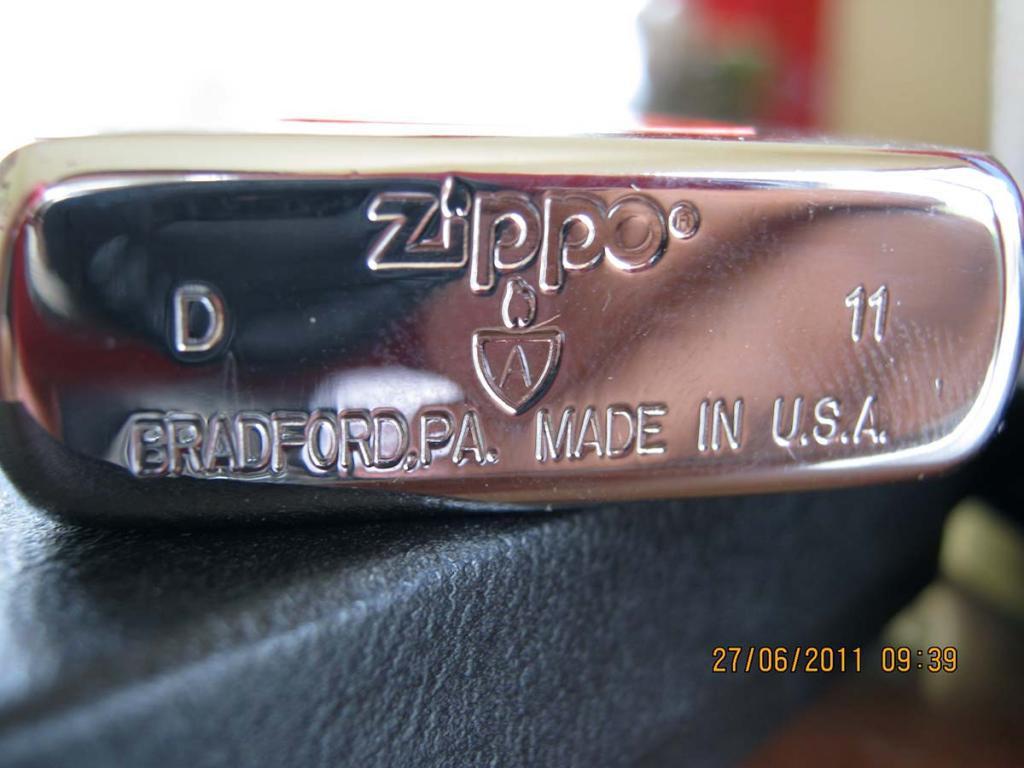 Zippo®
D 11
A
BRADFORD,PA. MADE IN U.S.A.
27/06/2011 09:39